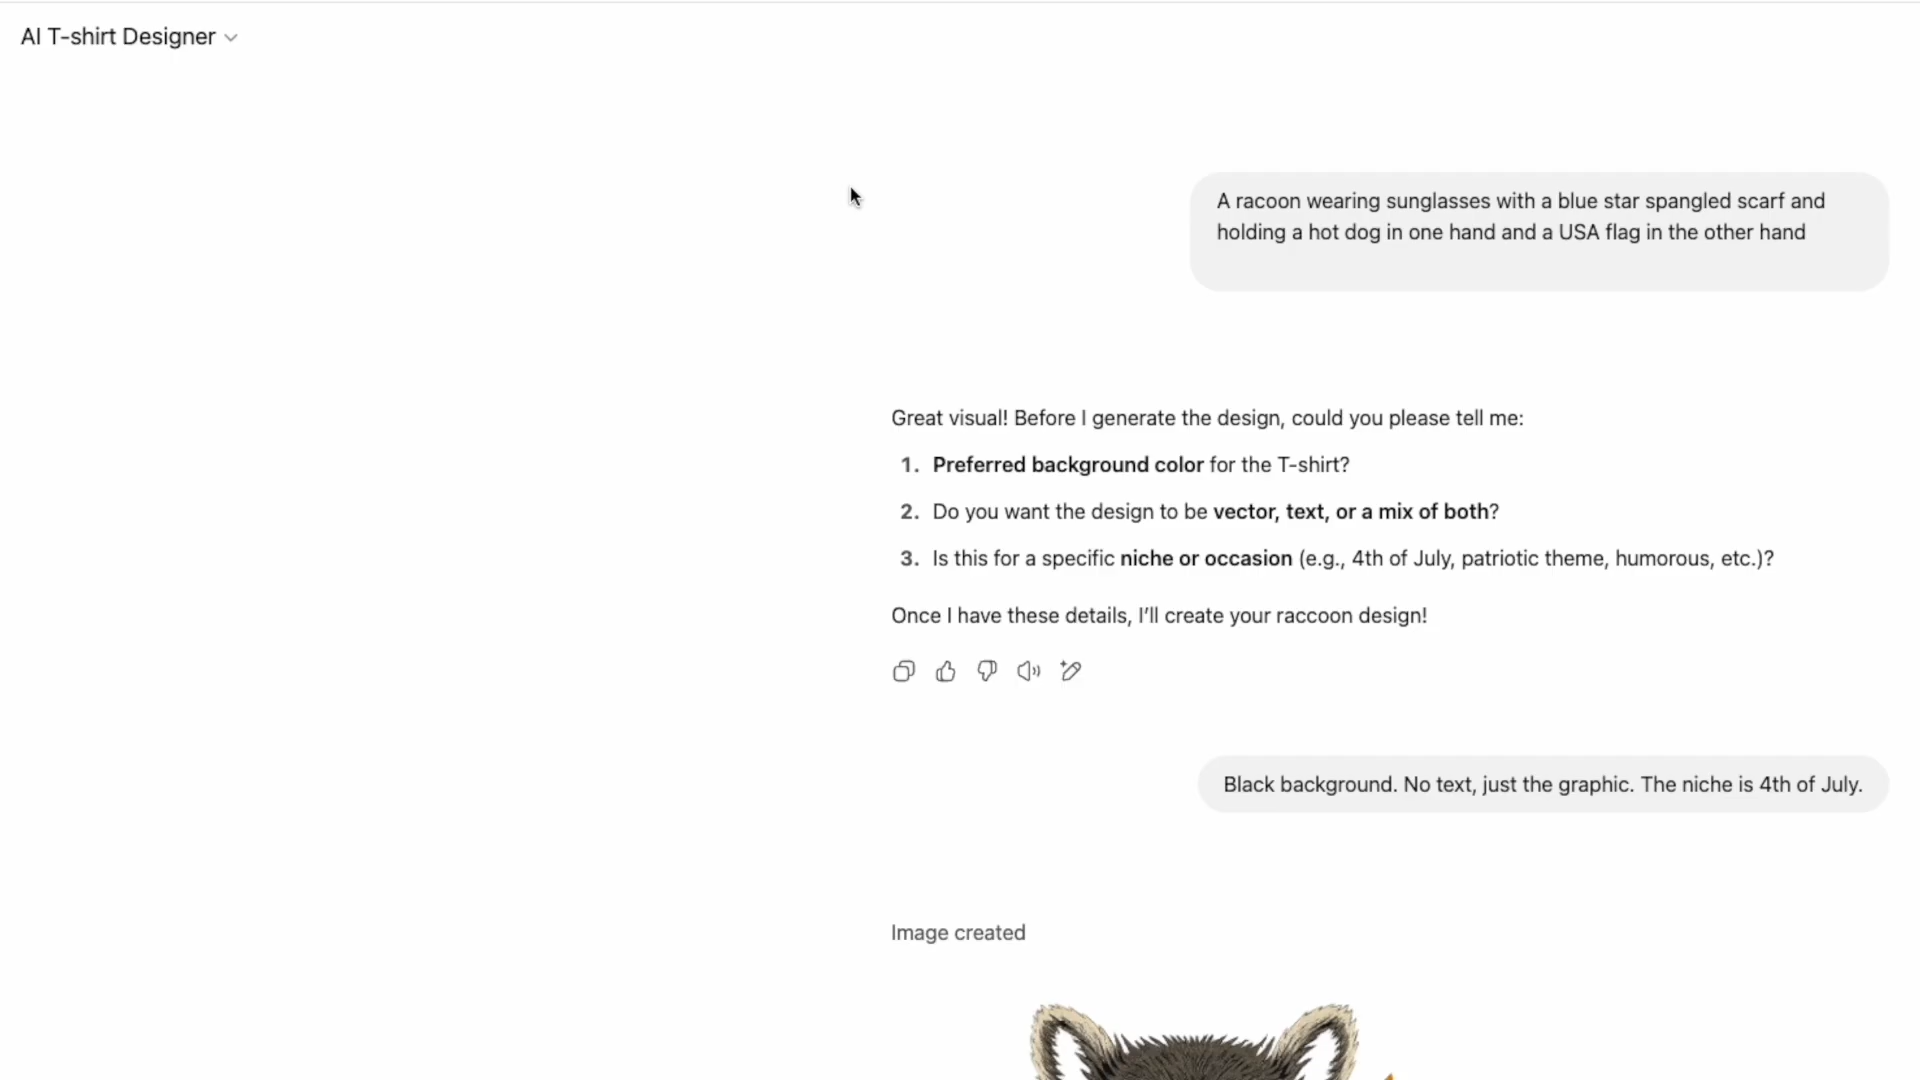 AI T-shirt Designer
A racoon wearing sunglasses with a blue star spangled scarf and
holding a hot dog in one hand and a USA flag in the other hand
Great visual! Before I generate the design, could you please tell me:
1. Preferred background color for the T-shirt?
2. Do you want the design to be vector, text, or a mix of both?
3. Is this for a specific niche or occasion (e.g., 4th of July, patriotic theme, humorous, etc.)?
Once I have these details, I’ll create your raccoon design!
Black background. No text, just the graphic. The niche is 4th of July.
Image created